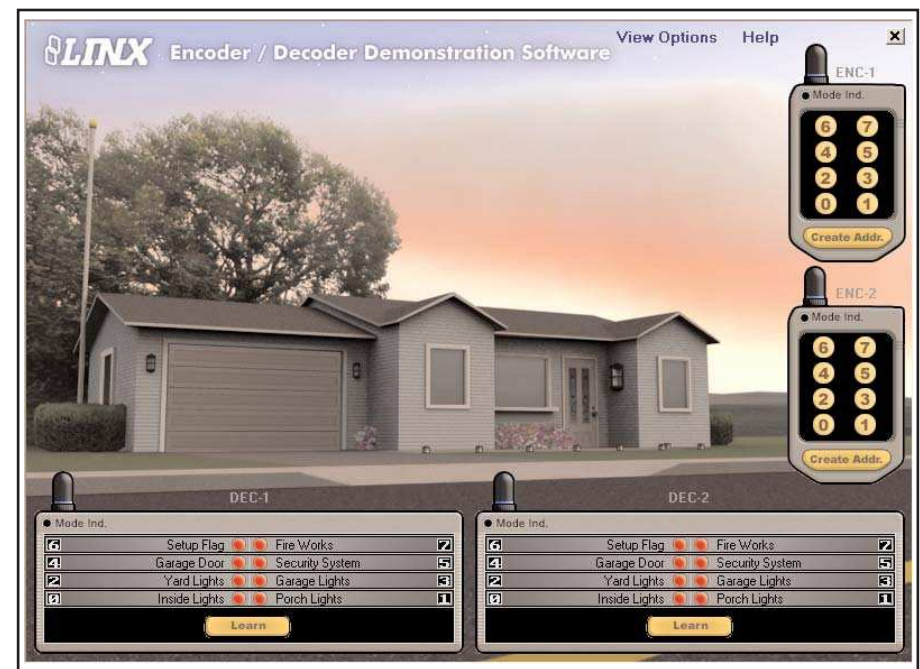 LINX Encoder / Decoder Demonstration Software
View Options Help
ENC-1
Mode Ind.
6 7
4 5
2 3
0 1
Create Addr.
ENC-2
Mode Ind.
6 7
4 5
2 3
0 1
Create Addr.
DEC-1
Mode Ind.
6 Setup Flag Fire Works 7
4 Garage Door Security System 5
2 Yard Lights Garage Lights 3
0 Inside Lights Porch Lights 1
Learn
DEC-2
Mode Ind.
6 Setup Flag Fire Works 7
4 Garage Door Security System 5
2 Yard Lights Garage Lights 3
0 Inside Lights Porch Lights 1
Learn